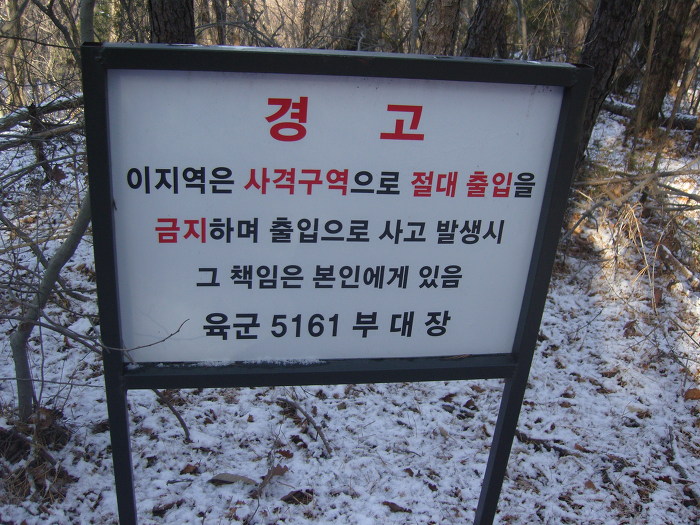 경 고
이지역은 사격구역으로 절대 출입을
금지하며 출입으로 사고 발생시
그 책임은 본인에게 있음
육군 5161 부 대 장